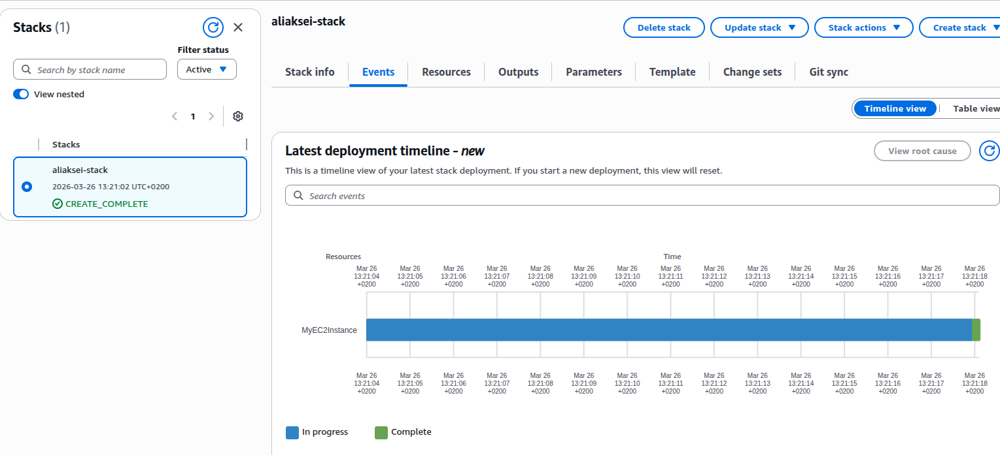 Stacks (1)
Filter status
Search by stack name
Active
View nested
1
Stacks
aliaksei-stack
2026-03-26 13:21:02 UTC+0200
CREATE_COMPLETE
aliaksei-stack
Delete stack
Update stack
Stack actions
Create stack
Stack info
Events
Resources
Outputs
Parameters
Template
Change sets
Git sync
Timeline view
Table view
Latest deployment timeline - new
View root cause
This is a timeline view of your latest stack deployment. If you start a new deployment, this view will reset.
Search events
Resources
Time
Mar 26 Mar 26 Mar 26 Mar 26 Mar 26 Mar 26 Mar 26 Mar 26 Mar 26 Mar 26 Mar 26 Mar 26 Mar 26 Mar 26 Mar 26
13:21:04 13:21:05 13:21:06 13:21:07 13:21:08 13:21:09 13:21:10 13:21:11 13:21:12 13:21:13 13:21:14 13:21:15 13:21:16 13:21:17 13:21:18
+0200 +0200 +0200 +0200 +0200 +0200 +0200 +0200 +0200 +0200 +0200 +0200 +0200 +0200 +0200
MyEC2Instance
Mar 26 Mar 26 Mar 26 Mar 26 Mar 26 Mar 26 Mar 26 Mar 26 Mar 26 Mar 26 Mar 26 Mar 26 Mar 26 Mar 26 Mar 26
13:21:04 13:21:05 13:21:06 13:21:07 13:21:08 13:21:09 13:21:10 13:21:11 13:21:12 13:21:13 13:21:14 13:21:15 13:21:16 13:21:17 13:21:18
+0200 +0200 +0200 +0200 +0200 +0200 +0200 +0200 +0200 +0200 +0200 +0200 +0200 +0200 +0200
In progress
Complete